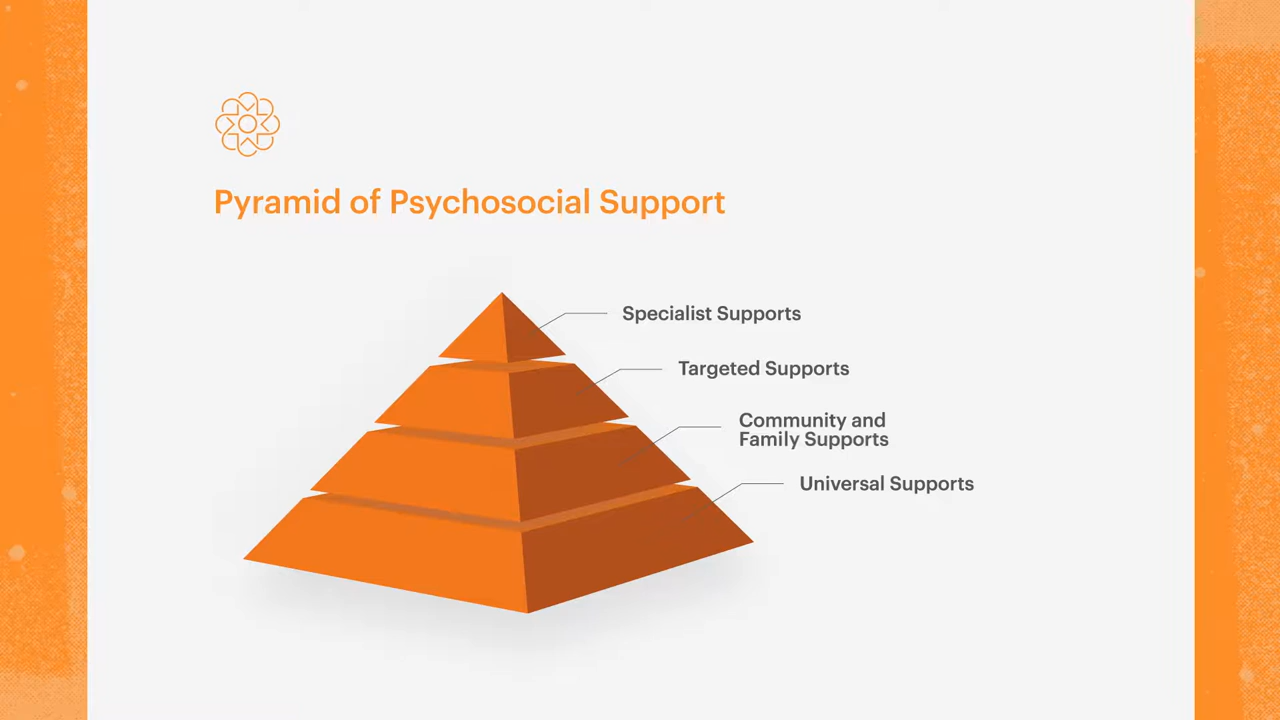 Pyramid of Psychosocial Support
Specialist Supports
Targeted Supports
Community and
Family Supports
Universal Supports